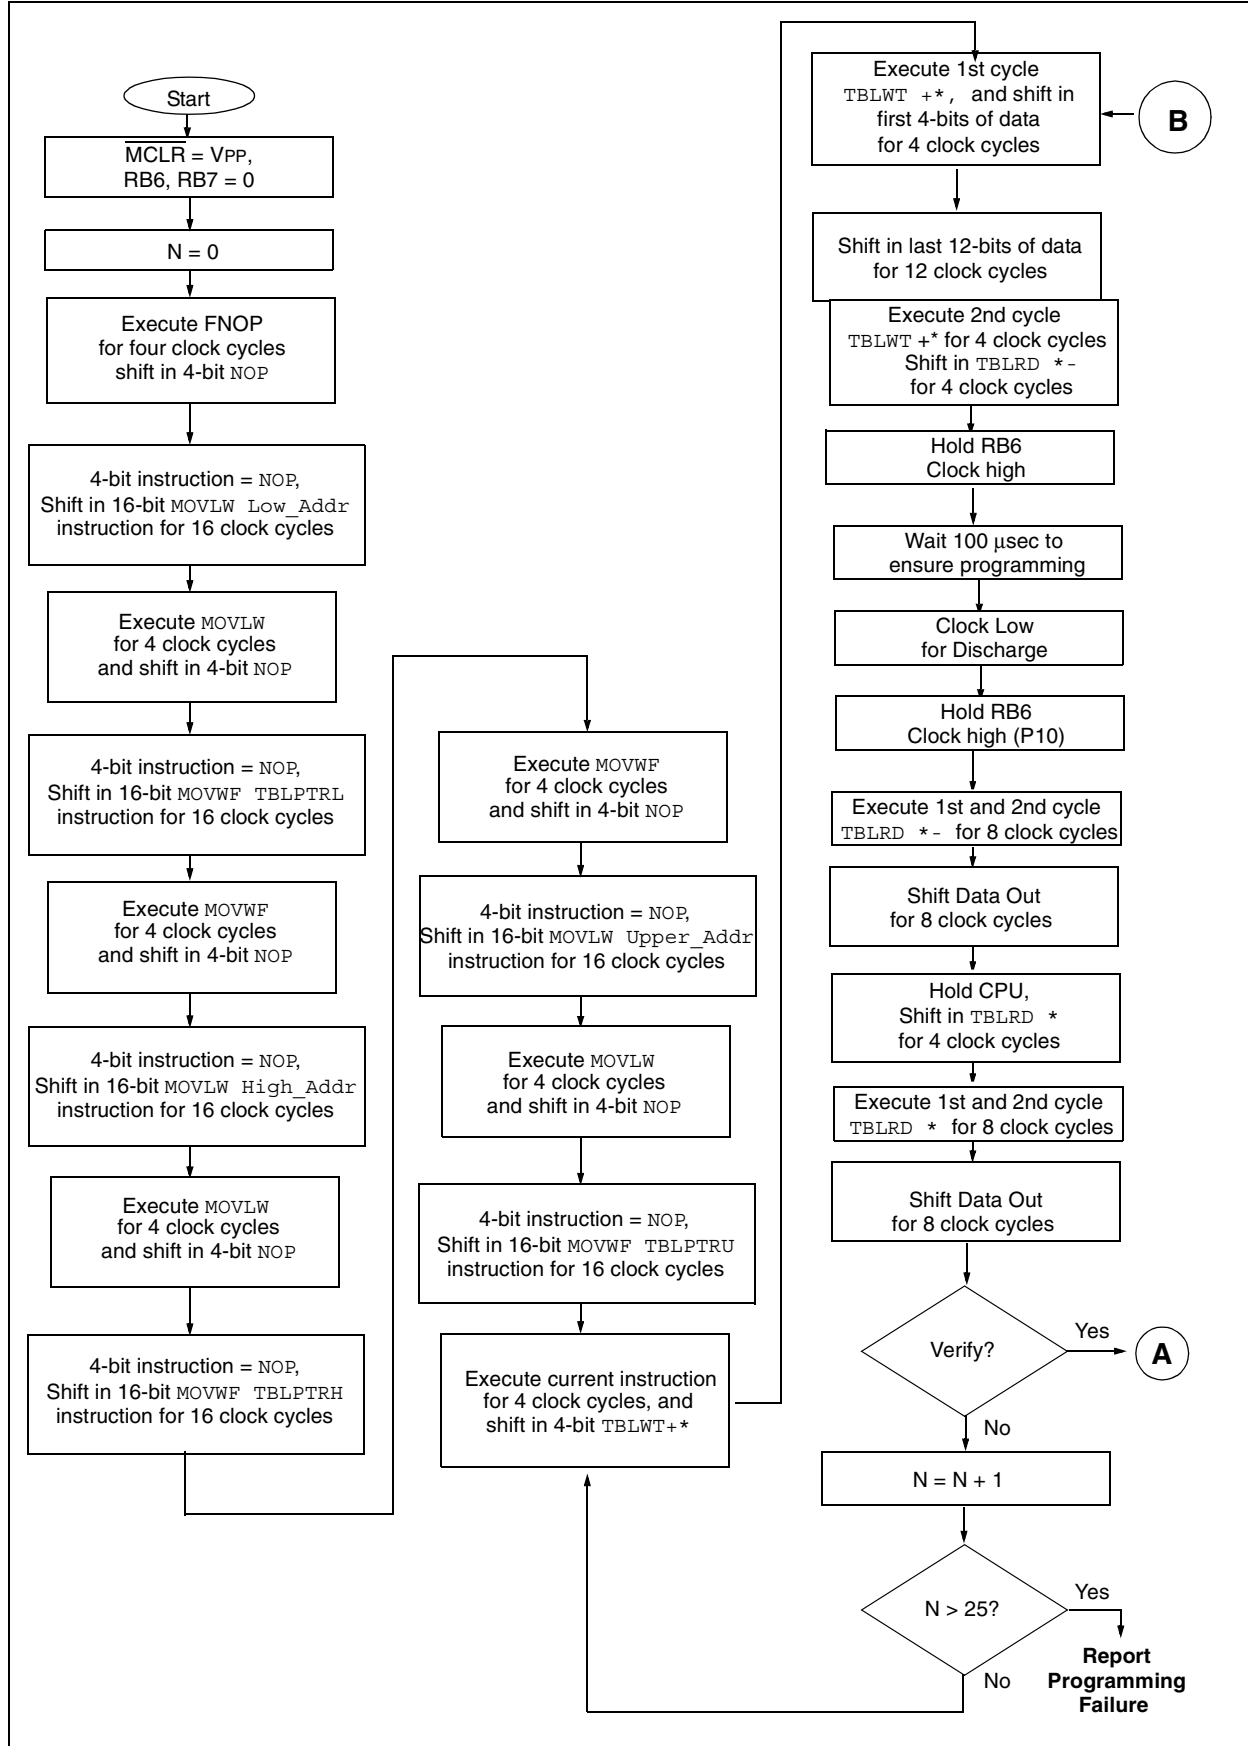 Start
MCLR = VPP,
RB6, RB7 = 0
N = 0
Execute FNOP
for four clock cycles
shift in 4-bit NOP
4-bit instruction = NOP,
Shift in 16-bit MOVLW Low_Addr
instruction for 16 clock cycles
Execute MOVLW
for 4 clock cycles
and shift in 4-bit NOP
4-bit instruction = NOP,
Shift in 16-bit MOVWF TBLPTRL
instruction for 16 clock cycles
Execute MOVWF
for 4 clock cycles
and shift in 4-bit NOP
4-bit instruction = NOP,
Shift in 16-bit MOVLW High_Addr
instruction for 16 clock cycles
Execute MOVLW
for 4 clock cycles
and shift in 4-bit NOP
4-bit instruction = NOP,
Shift in 16-bit MOVWF TBLPTRH
instruction for 16 clock cycles
Execute MOVWF
for 4 clock cycles
and shift in 4-bit NOP
4-bit instruction = NOP,
Shift in 16-bit MOVLW Upper_Addr
instruction for 16 clock cycles
Execute MOVLW
for 4 clock cycles
and shift in 4-bit NOP
4-bit instruction = NOP,
Shift in 16-bit MOVWF TBLPTRU
instruction for 16 clock cycles
Execute current instruction
for 4 clock cycles, and
shift in 4-bit TBLWT+*
Execute 1st cycle
TBLWT +*, and shift in
first 4-bits of data
for 4 clock cycles
B
Shift in last 12-bits of data
for 12 clock cycles
Execute 2nd cycle
TBLWT +* for 4 clock cycles
Shift in TBLRD *-
for 4 clock cycles
Hold RB6
Clock high
Wait 100 μsec to
ensure programming
Clock Low
for Discharge
Hold RB6
Clock high (P10)
Execute 1st and 2nd cycle
TBLRD *- for 8 clock cycles
Shift Data Out
for 8 clock cycles
Hold CPU,
Shift in TBLRD *
for 4 clock cycles
Execute 1st and 2nd cycle
TBLRD * for 8 clock cycles
Shift Data Out
for 8 clock cycles
Verify?
Yes
A
No
N = N + 1
N > 25?
Yes
No
Report
Programming
Failure